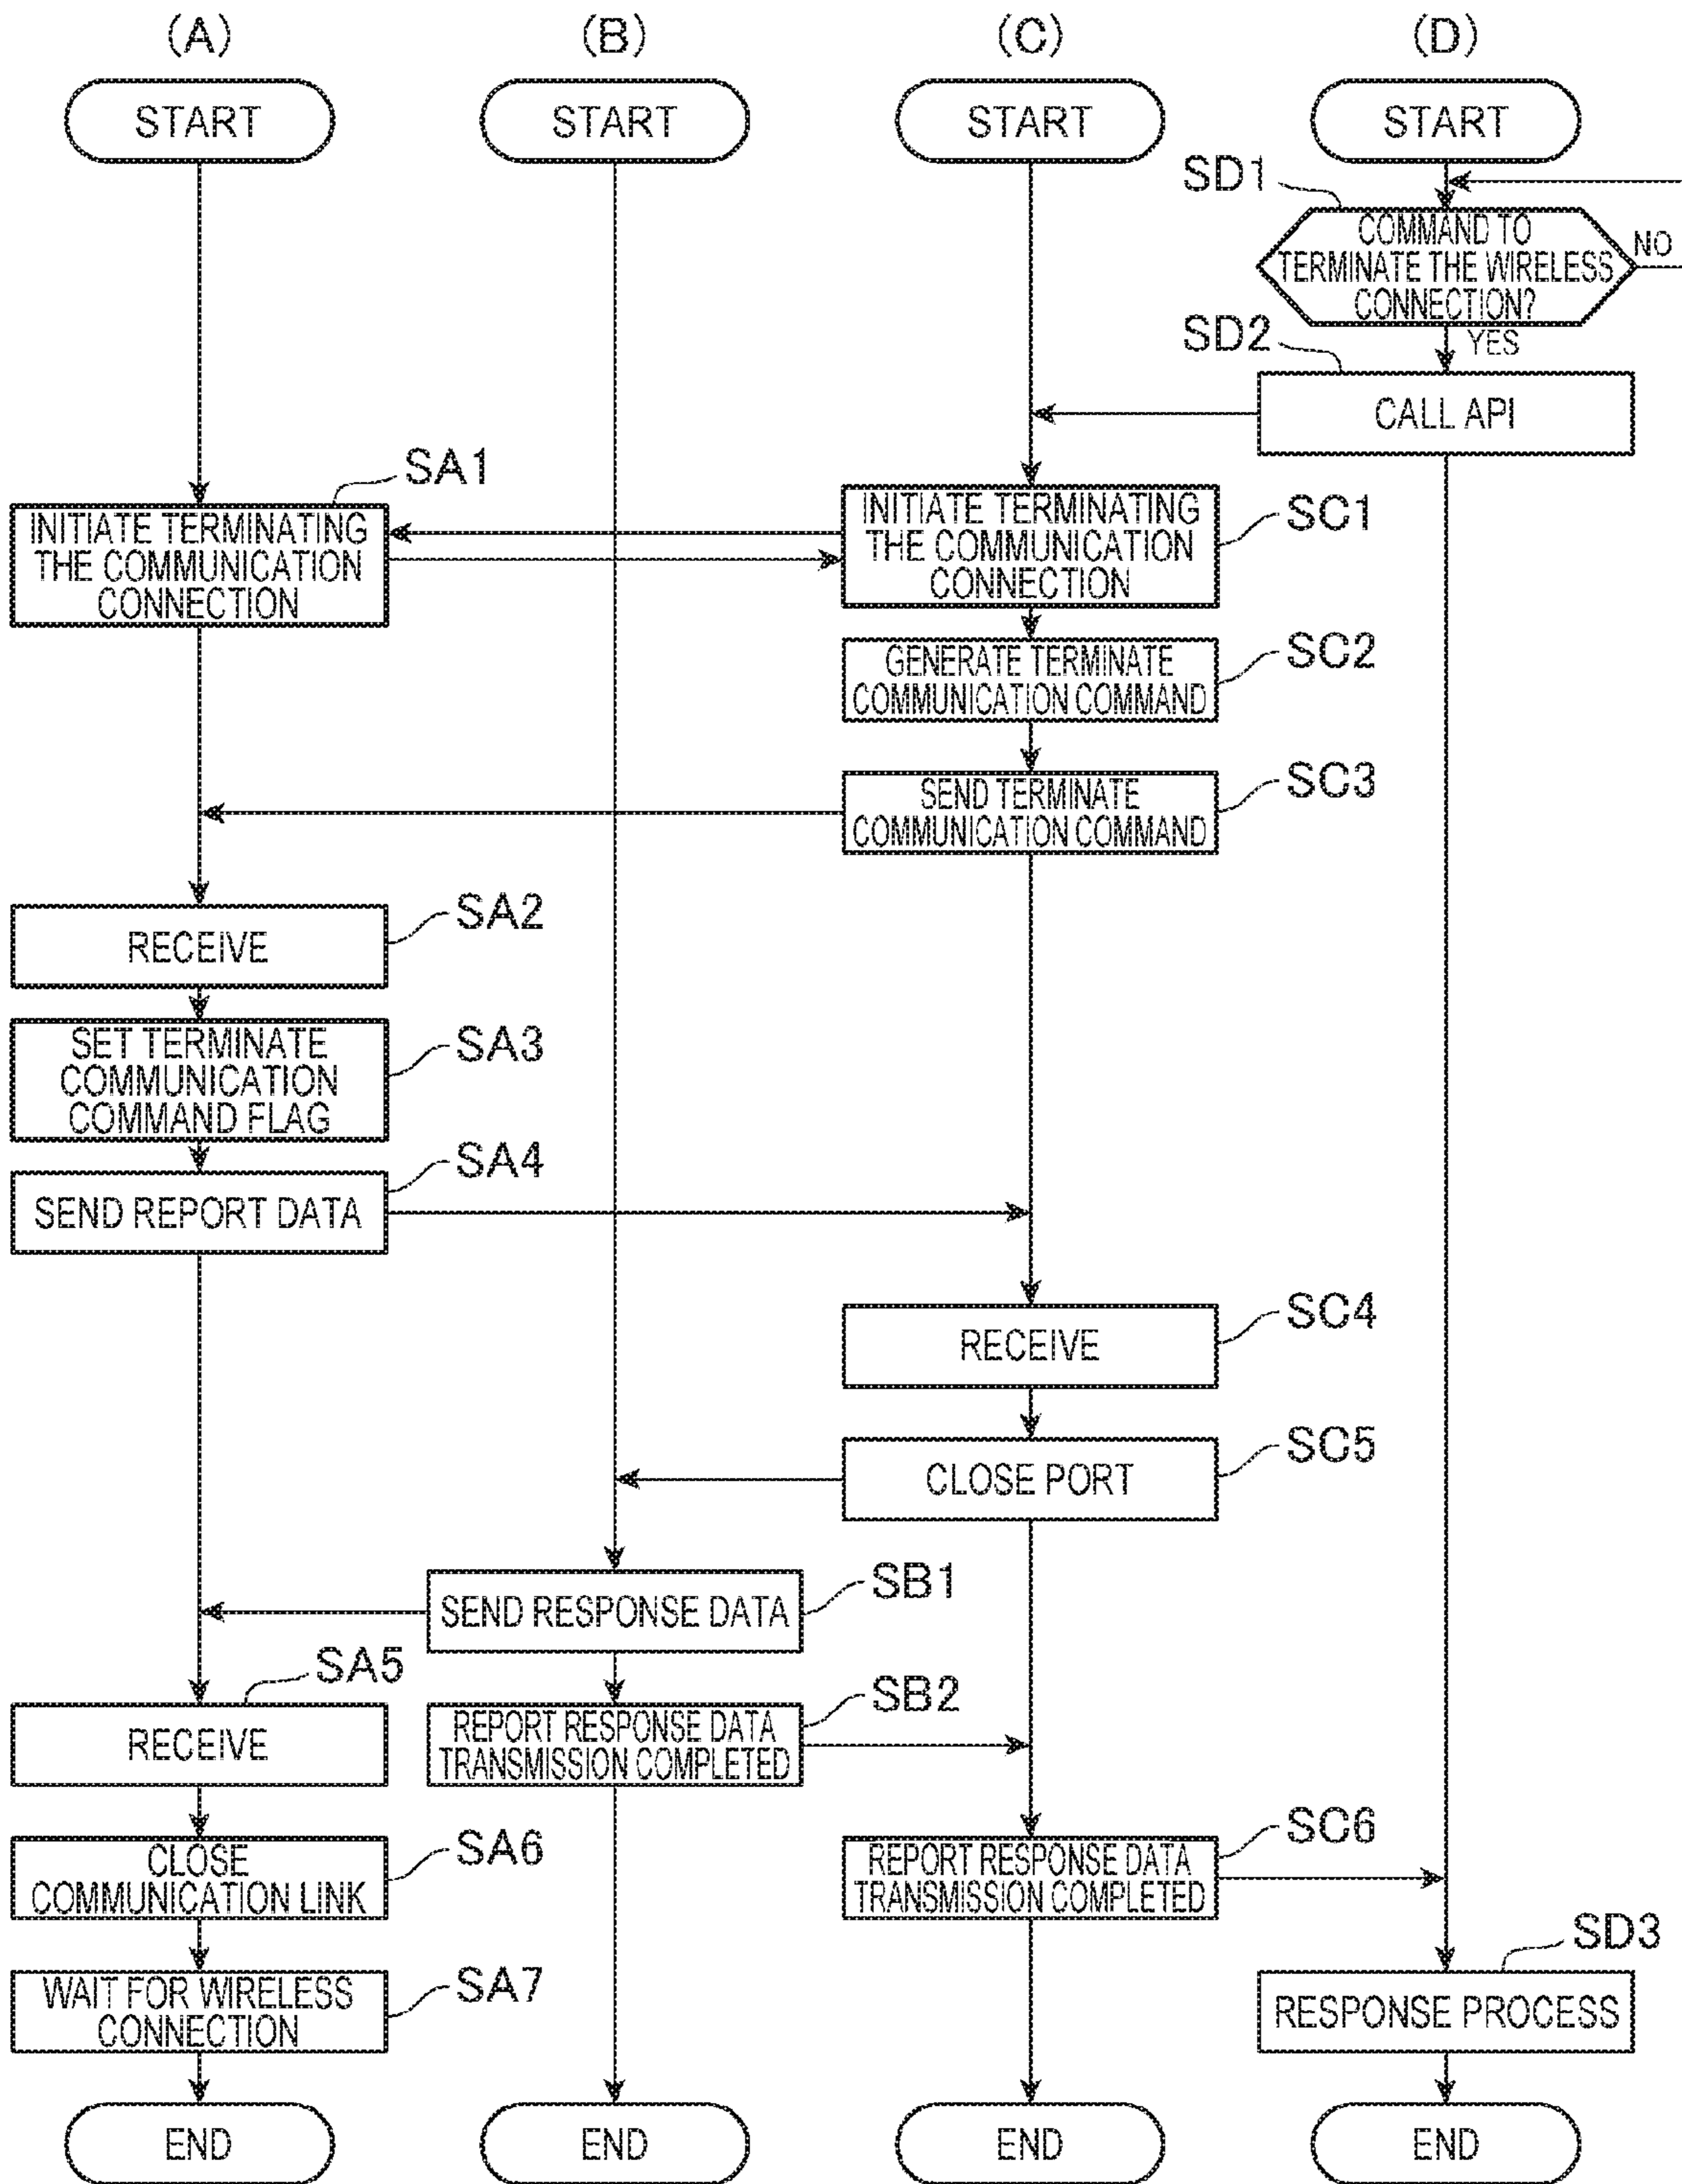 (A)
(B)
(C)
(D)
START
START
START
START
SD1
COMMAND TO
TERMINATE THE WIRELESS
CONNECTION?
NO
YES
SD2
CALL API
SA1
INITIATE TERMINATING
THE COMMUNICATION
CONNECTION
INITIATE TERMINATING
THE COMMUNICATION
CONNECTION
SC1
GENERATE TERMINATE
COMMUNICATION COMMAND
SC2
SEND TERMINATE
COMMUNICATION COMMAND
SC3
RECEIVE
SA2
SET TERMINATE
COMMUNICATION
COMMAND FLAG
SA3
SEND REPORT DATA
SA4
RECEIVE
SC4
CLOSE PORT
SC5
SEND RESPONSE DATA
SB1
SA5
RECEIVE
REPORT RESPONSE DATA
TRANSMISSION COMPLETED
SB2
CLOSE
COMMUNICATION LINK
SA6
REPORT RESPONSE DATA
TRANSMISSION COMPLETED
SC6
WAIT FOR WIRELESS
CONNECTION
SA7
SD3
RESPONSE PROCESS
END
END
END
END